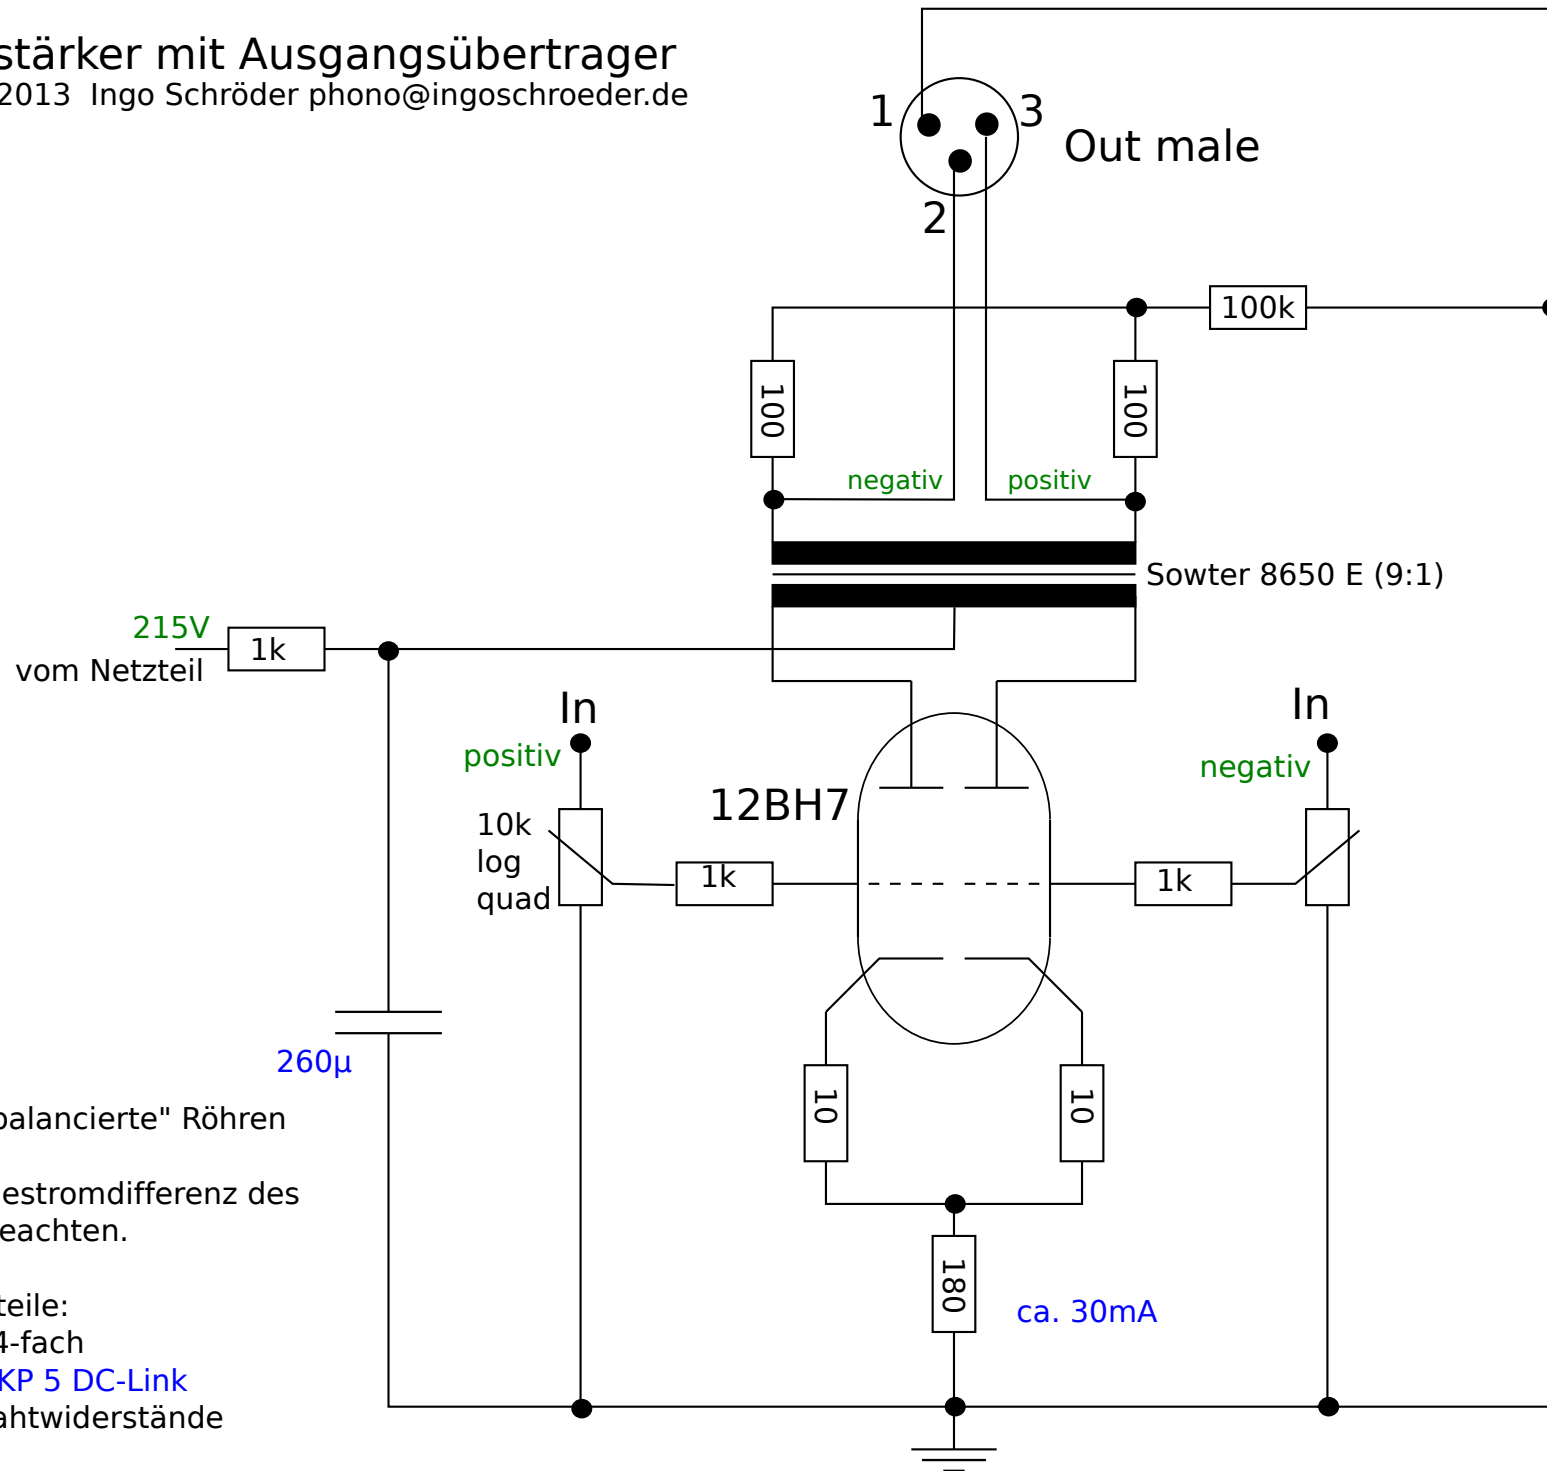 stärker mit Ausgangsübertrager
2013 Ingo Schröder phono@ingoschroeder.de
1
3
Out male
2
100k
100
100
negativ
positiv
Sowter 8650 E (9:1)
215V
1k
vom Netzteil
In
positiv
In
negativ
12BH7
10k
log
quad
1k
1k
260µ
10
10
balancierte" Röhren
estromdifferenz des
eachten.
180
ca. 30mA
teile:
4-fach
KP 5 DC-Link
ahtwiderstände